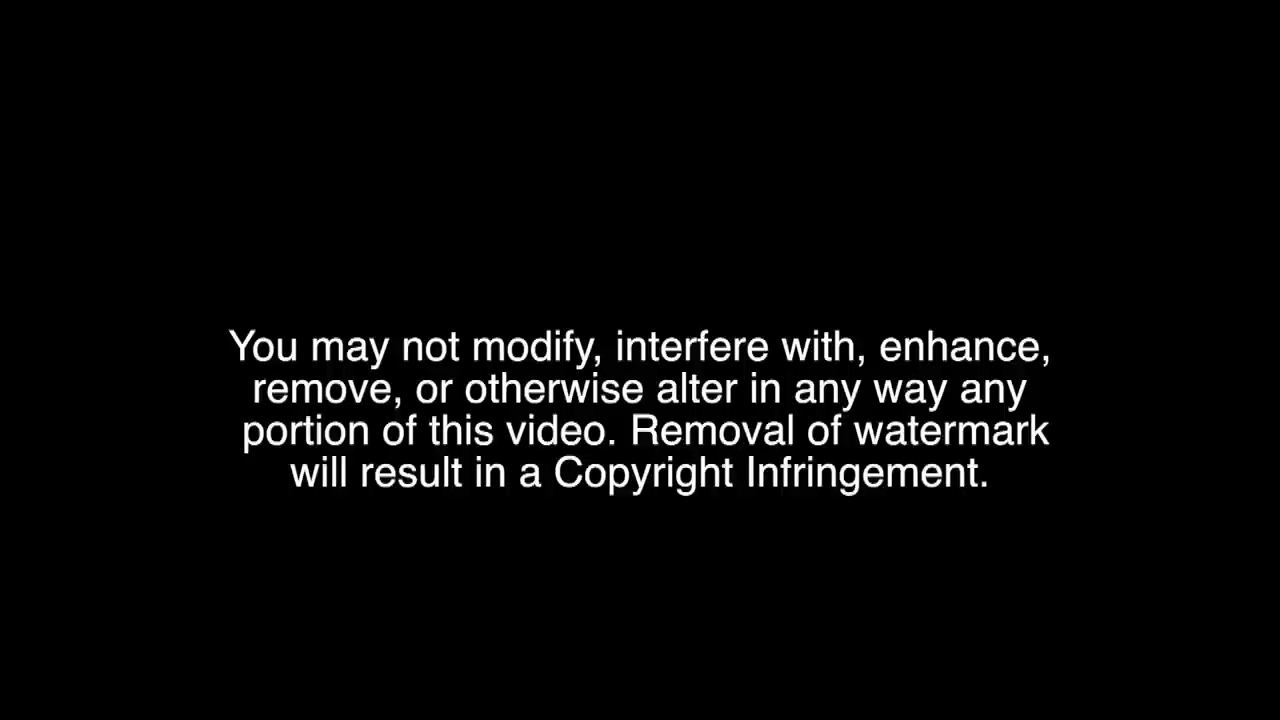 You may not modify, interfere with, enhance,
remove, or otherwise alter in any way any
portion of this video. Removal of watermark
will result in a Copyright Infringement.